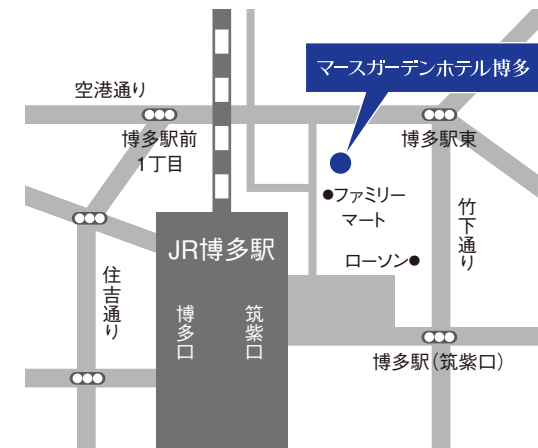 マースガーデンホテル博多
空港通り
博多駅前
1丁目
博多駅東
ファミリー
マート
竹下通り
JR博多駅
ローソン
住吉通り
博多口
筑紫口
博多駅(筑紫口)